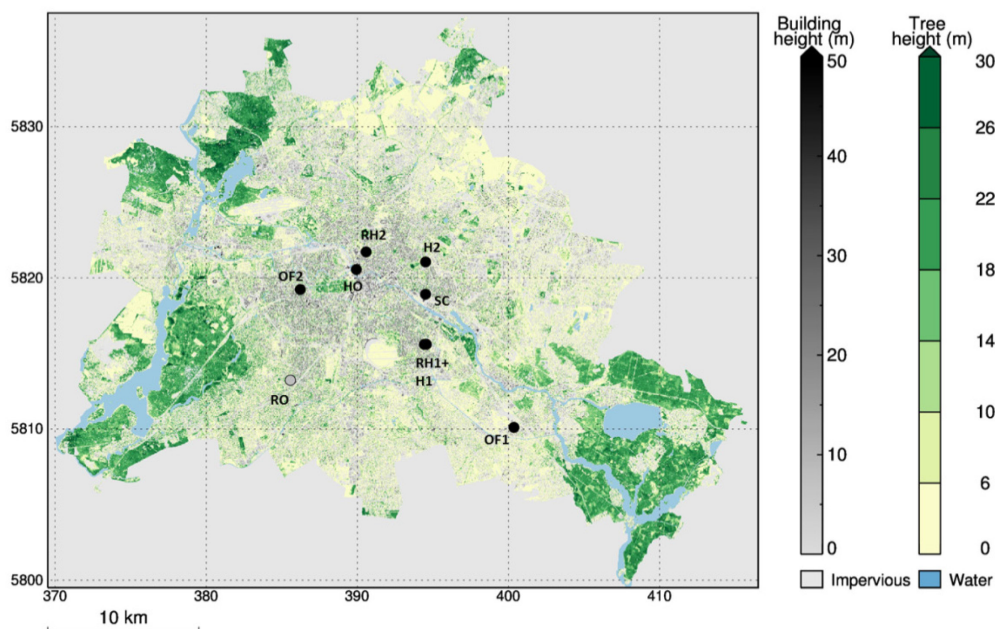 Building
height (m)
Tree
height (m)
50
40
30
20
10
0
30
26
22
18
14
10
6
0
Impervious
Water
5830
5820
5810
5800
370
380
390
400
410
10 km
RH2
H2
OF2
HO
SC
RH1+
H1
RO
OF1